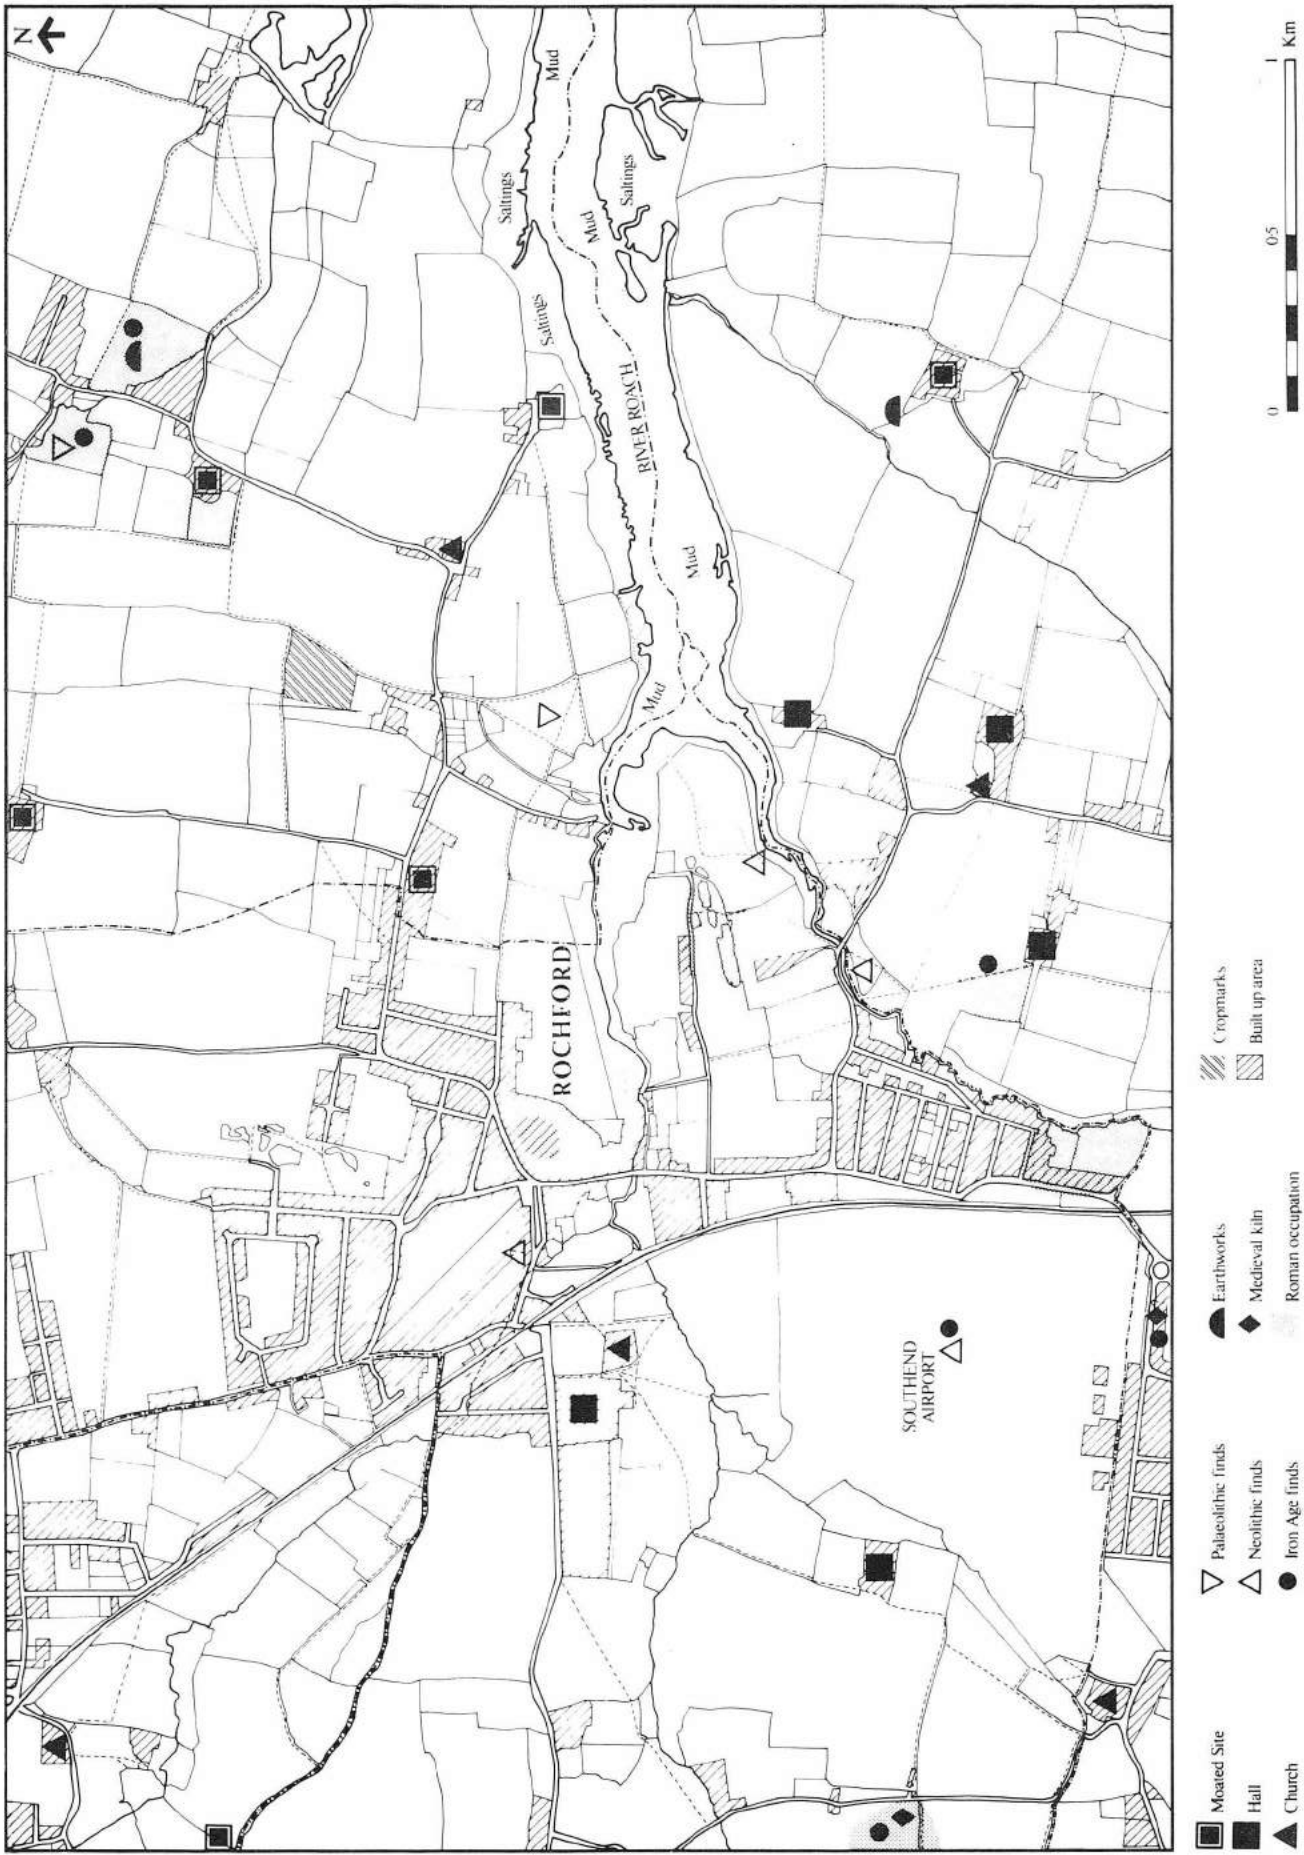 N
Mud
Saltings
Mud
Saltings
Saltings
RIVER ROACH
Mud
Mud
ROCHFORD
SOUTHEND
AIRPORT
Moated Site
Hall
Church
Palaeolithic finds
Neolithic finds
Iron Age finds
Earthworks
Medieval kiln
Roman occupation
Cropmarks
Built up area
0
0.5
1
Km